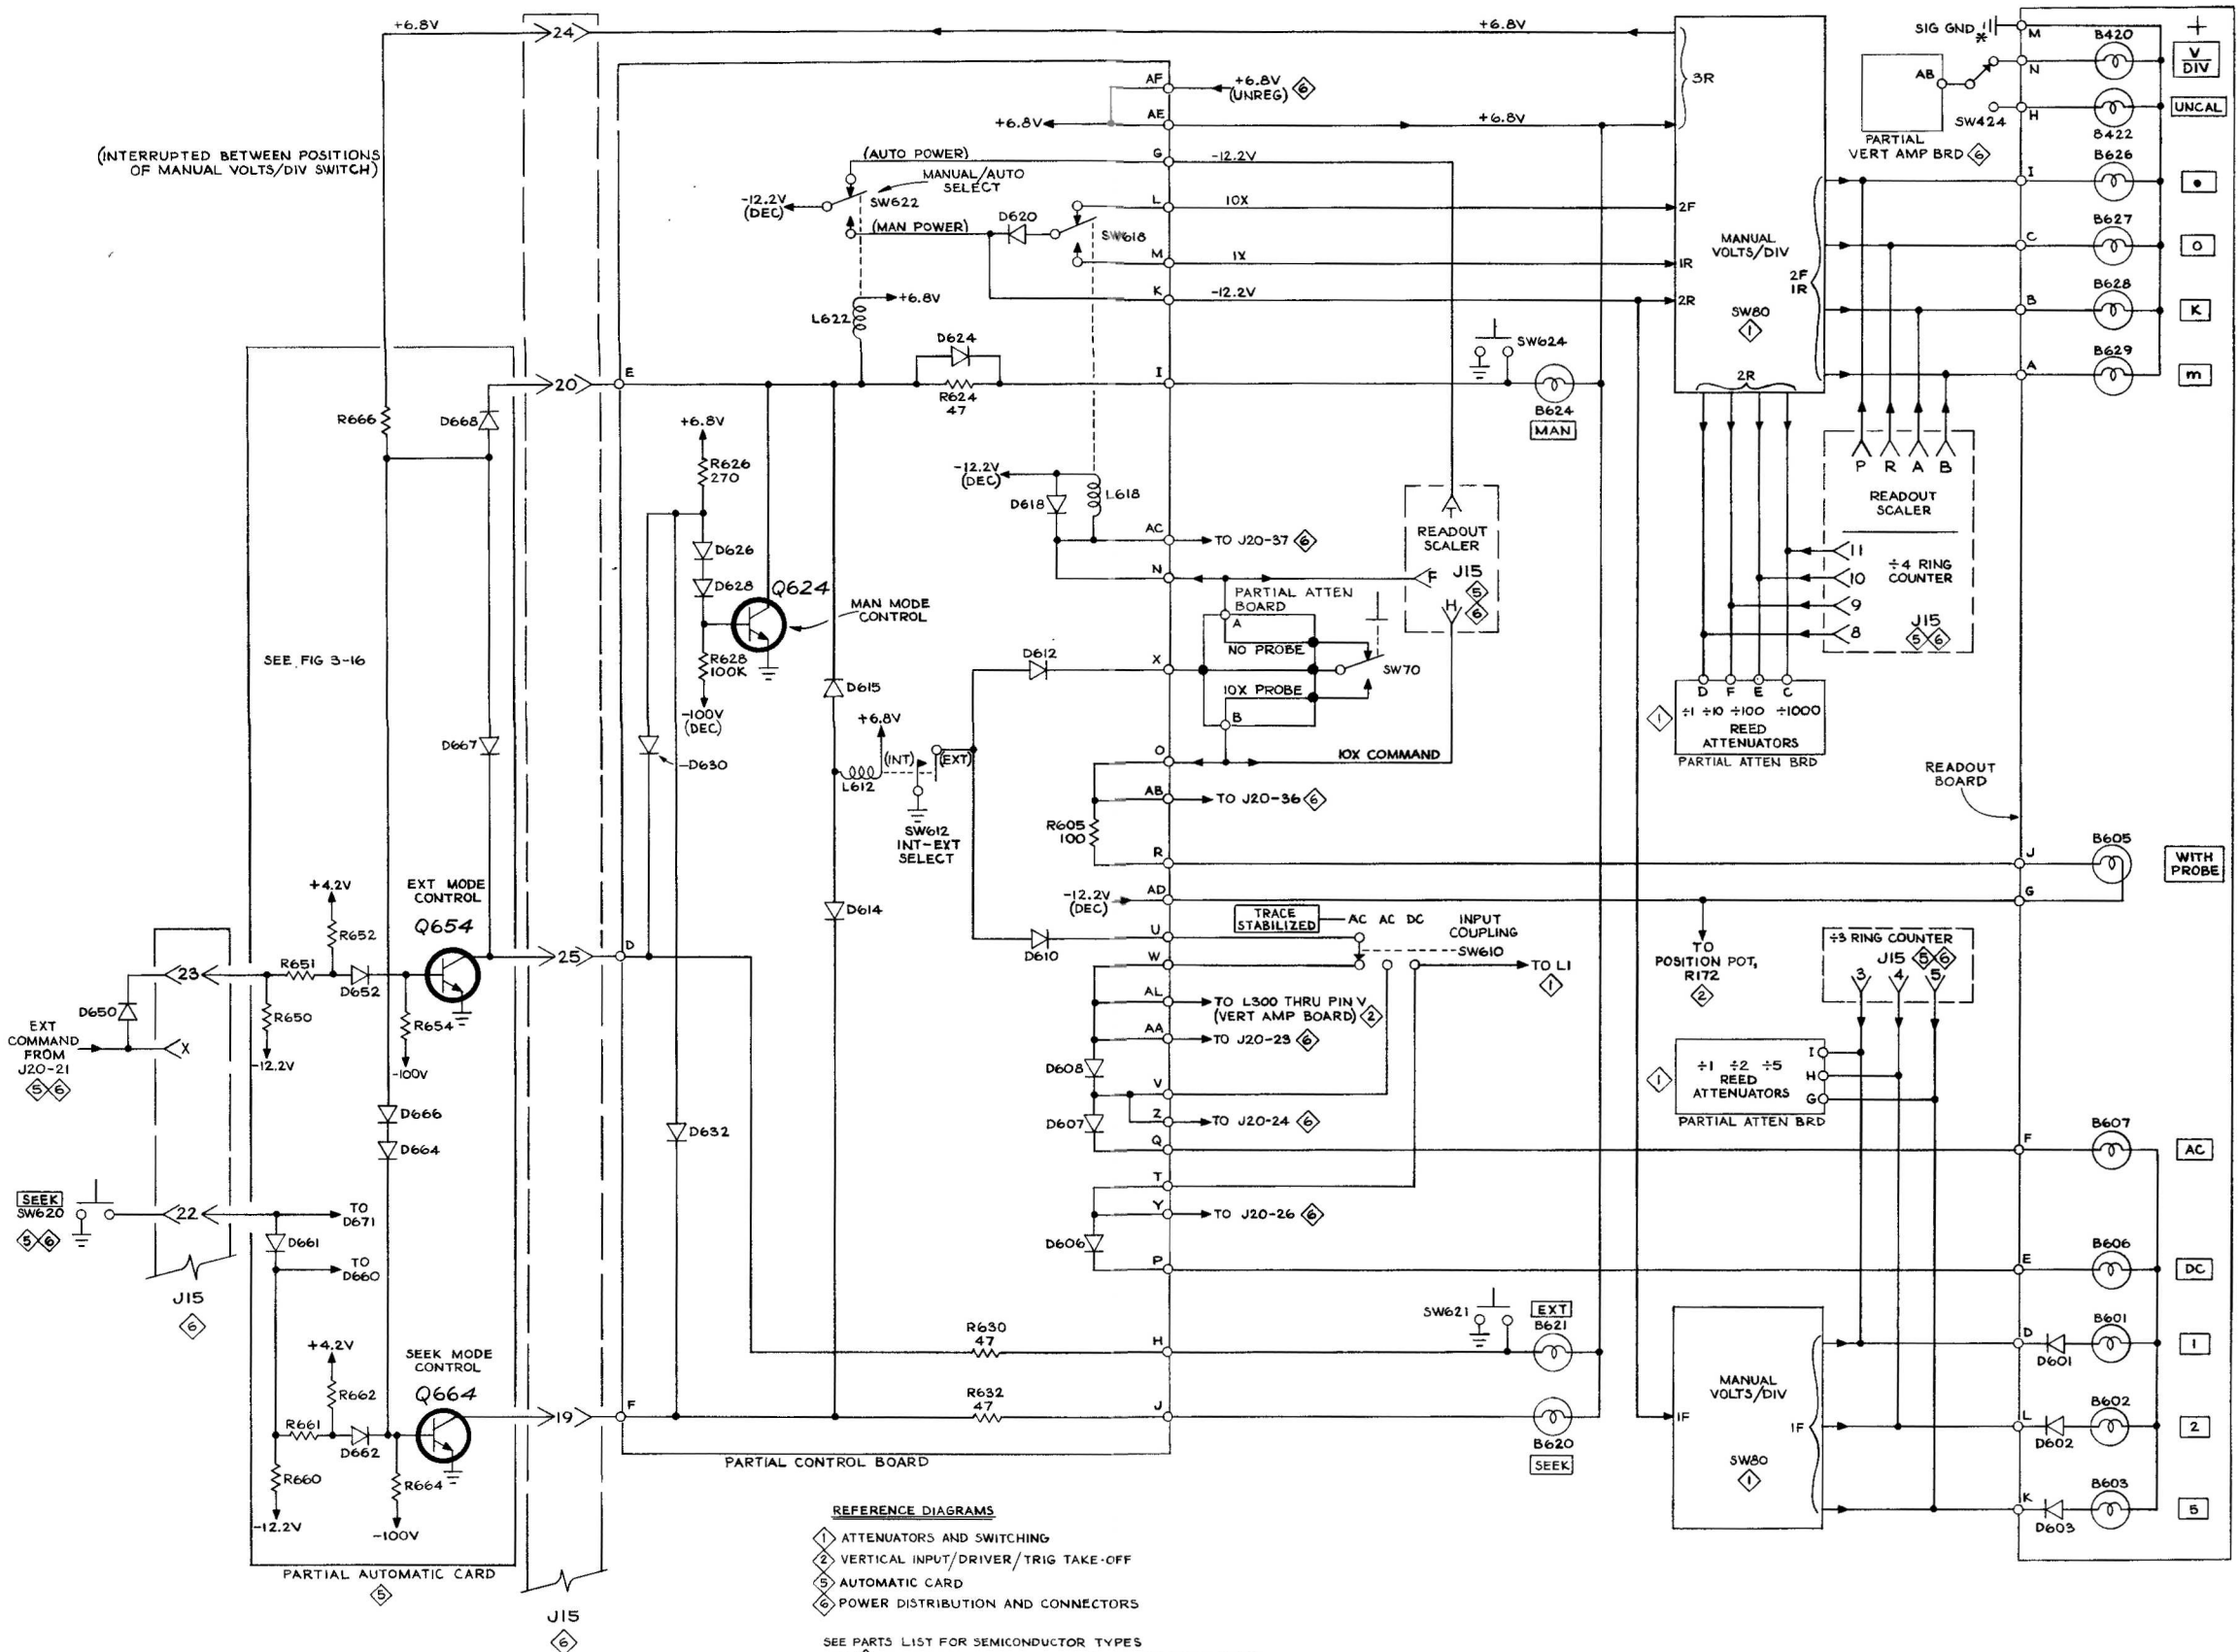 +6.8V
24
+6.8V
(INTERRUPTED BETWEEN POSITIONS
OF MANUAL VOLTS/DIV SWITCH)
AF
+6.8V
(UNREG) 6
AE
+6.8V
+6.8V
G
-12.2V
(AUTO POWER)
MANUAL/AUTO
SELECT
-12.2V
(DEC)
SW622
(MAN POWER)
D620
SW618
L
10X
M
1X
K
-12.2V
L622
+6.8V
3R
2F
1R
2R
MANUAL
VOLTS/DIV
2F
1R
SW80
1
2R
SIG GND *
M
AB
N
SW424
H
PARTIAL
VERT AMP BRD 6
B420
+
V
DIV
UNCAL
B422
B626
I
B627
C
O
B628
B
K
B629
A
m
20
E
D624
R624
47
I
SW624
B624
MAN
R666
D668
+6.8V
R626
270
D626
D628
Q624
MAN MODE
CONTROL
R628
100K
-100V
(DEC)
-12.2V
(DEC)
D618
L618
AC
TO J20-37 6
N
PARTIAL ATTEN
BOARD
A
NO PROBE
10X PROBE
B
SW70
F
T
READOUT
SCALER
J15
5
6
H
P R A B
READOUT
SCALER
÷4 RING
COUNTER
11
10
9
8
J15
5 6
D F E C
÷1 ÷10 ÷100 ÷1000
REED
ATTENUATORS
PARTIAL ATTEN BRD
1
READOUT
BOARD
SEE FIG 3-16
D667
D630
D615
+6.8V
L612
(INT)
(EXT)
SW612
INT-EXT
SELECT
D612
X
O
10X COMMAND
AB
TO J20-36 6
R605
100
R
J
B605
WITH
PROBE
-12.2V
(DEC)
AD
G
D614
TRACE
STABILIZED
AC AC DC
INPUT
COUPLING
SW610
D610
U
W
TO L1
1
AL
TO L300 THRU PIN V
(VERT AMP BOARD) 2
AA
TO J20-23 6
D608
V
Z
TO J20-24 6
D607
Q
TO
POSITION POT,
R172
2
÷3 RING COUNTER
J15 5 6
3 4 5
÷1 ÷2 ÷5
REED
ATTENUATORS
I
H
G
PARTIAL ATTEN BRD
1
F
B607
AC
T
Y
TO J20-26 6
D606
P
E
B606
DC
EXT MODE
CONTROL
Q654
+4.2V
R652
23
R651
D652
25
D
D650
R650
R654
EXT
COMMAND
FROM
J20-21
5 6
X
-12.2V
-100V
D666
D664
D632
SEEK
SW620
5 6
22
TO
D671
D661
TO
D660
J15
6
SEEK MODE
CONTROL
Q664
+4.2V
R662
R661
D662
19
F
R660
R664
-12.2V
-100V
R630
47
H
SW621
EXT
B621
R632
47
J
B620
SEEK
MANUAL
VOLTS/DIV
1F
1F
SW80
1
D
D601
B601
1
L
D602
B602
2
K
D603
B603
5
PARTIAL CONTROL BOARD
PARTIAL AUTOMATIC CARD
5
J15
6
REFERENCE DIAGRAMS
1 ATTENUATORS AND SWITCHING
2 VERTICAL INPUT/DRIVER/TRIG TAKE-OFF
5 AUTOMATIC CARD
6 POWER DISTRIBUTION AND CONNECTORS
SEE PARTS LIST FOR SEMICONDUCTOR TYPES